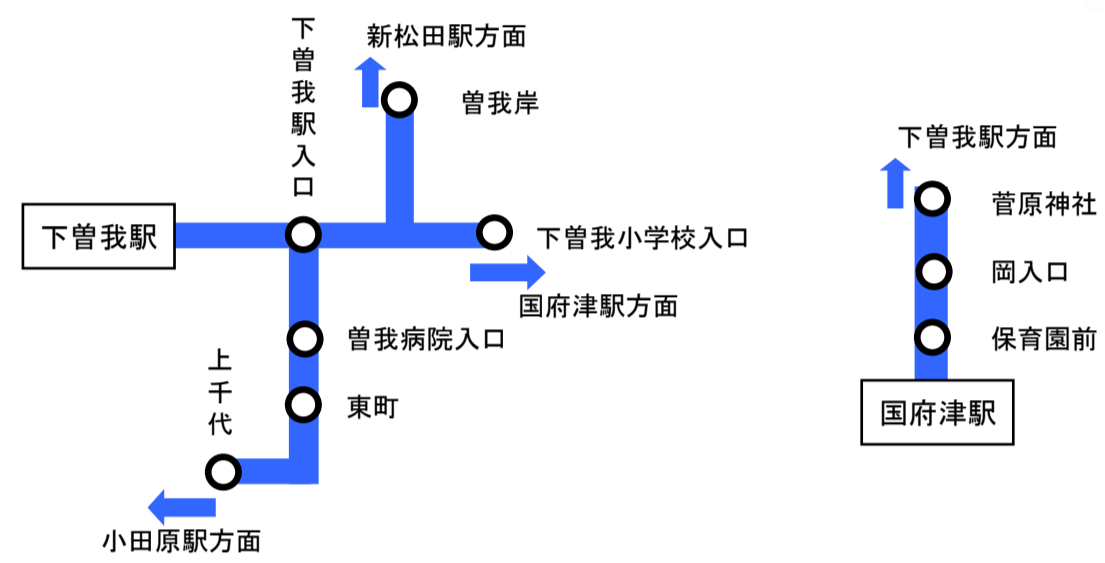 下曽我駅入口
新松田駅方面
曽我岸
下曽我駅
下曽我小学校入口
国府津駅方面
曽我病院入口
上千代
東町
小田原駅方面
下曽我駅方面
菅原神社
岡入口
保育園前
国府津駅